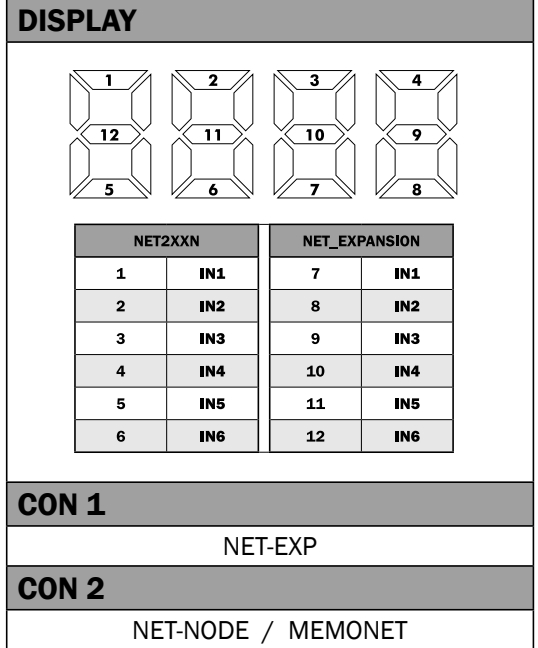 DISPLAY
1 2 3 4
12 11 10 9
5 6 7 8
NET2XXN NET_EXPANSION
1 IN1 7 IN1
2 IN2 8 IN2
3 IN3 9 IN3
4 IN4 10 IN4
5 IN5 11 IN5
6 IN6 12 IN6
CON 1
NET-EXP
CON 2
NET-NODE / MEMONET